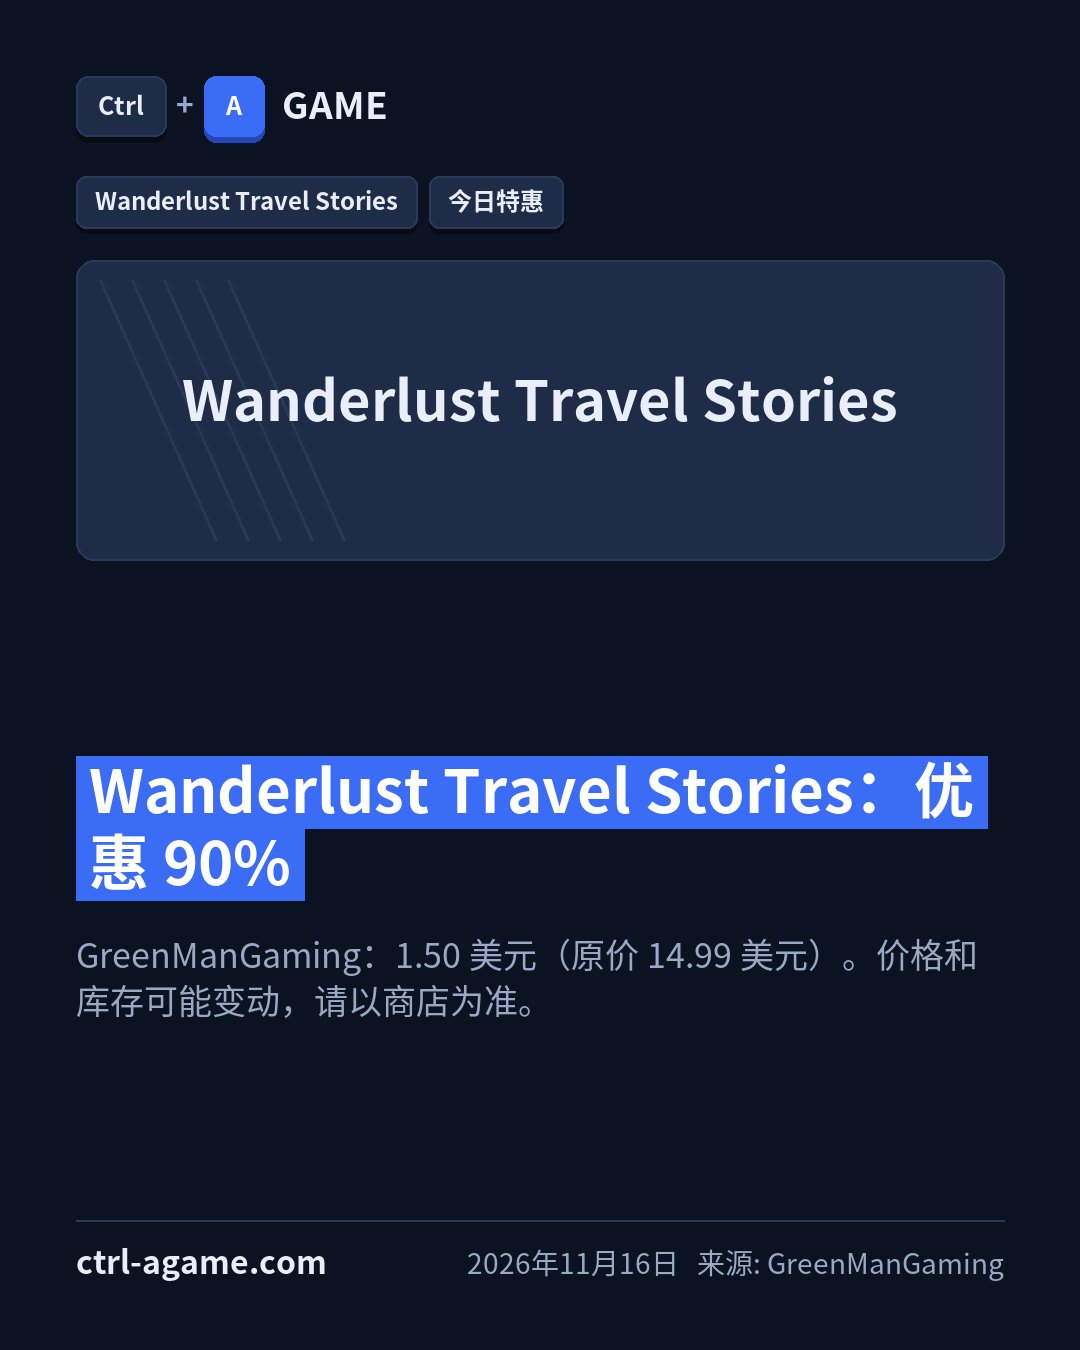 Ctrl + A GAME
Wanderlust Travel Stories 今日特惠
Wanderlust Travel Stories
Wanderlust Travel Stories：优
惠 90%
GreenManGaming：1.50 美元（原价 14.99 美元）。价格和
库存可能变动，请以商店为准。
ctrl-agame.com 2026年11月16日 来源: GreenManGaming